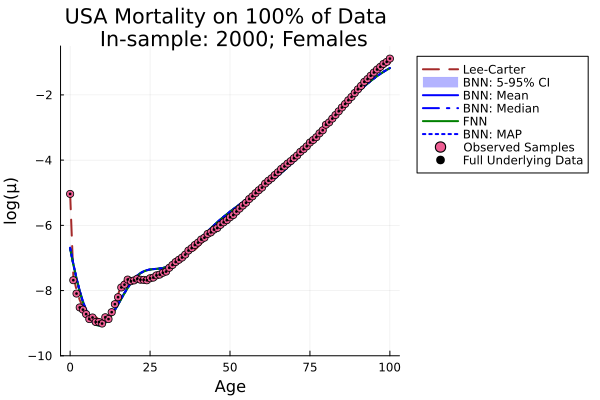 USA Mortality on 100% of Data
In-sample: 2000; Females
Lee-Carter
BNN: 5-95% CI
BNN: Mean
BNN: Median
FNN
BNN: MAP
Observed Samples
Full Underlying Data
log(μ)
−2
−4
−6
−8
−10
0
25
50
75
100
Age